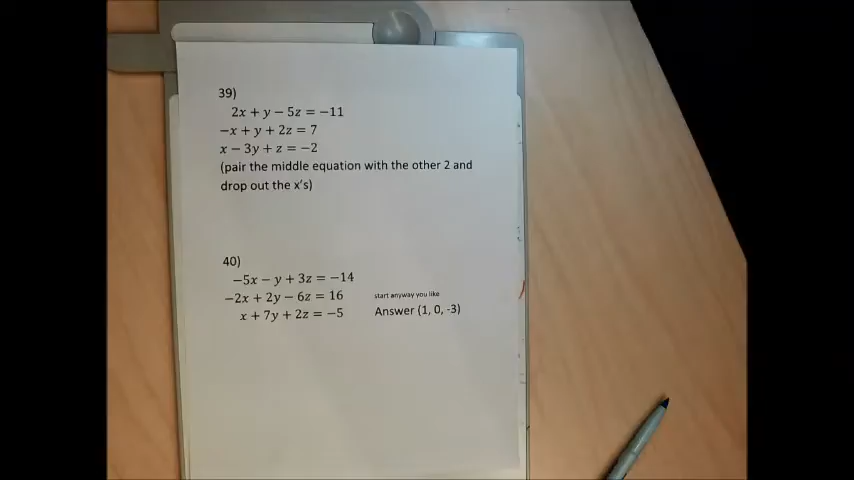 39)
2x + y − 5z = −11
−x + y + 2z = 7
x − 3y + z = −2
(pair the middle equation with the other 2 and
drop out the x's)
40)
−5x − y + 3z = −14
−2x + 2y − 6z = 16 start anyway you like
x + 7y + 2z = −5 Answer (1, 0, -3)